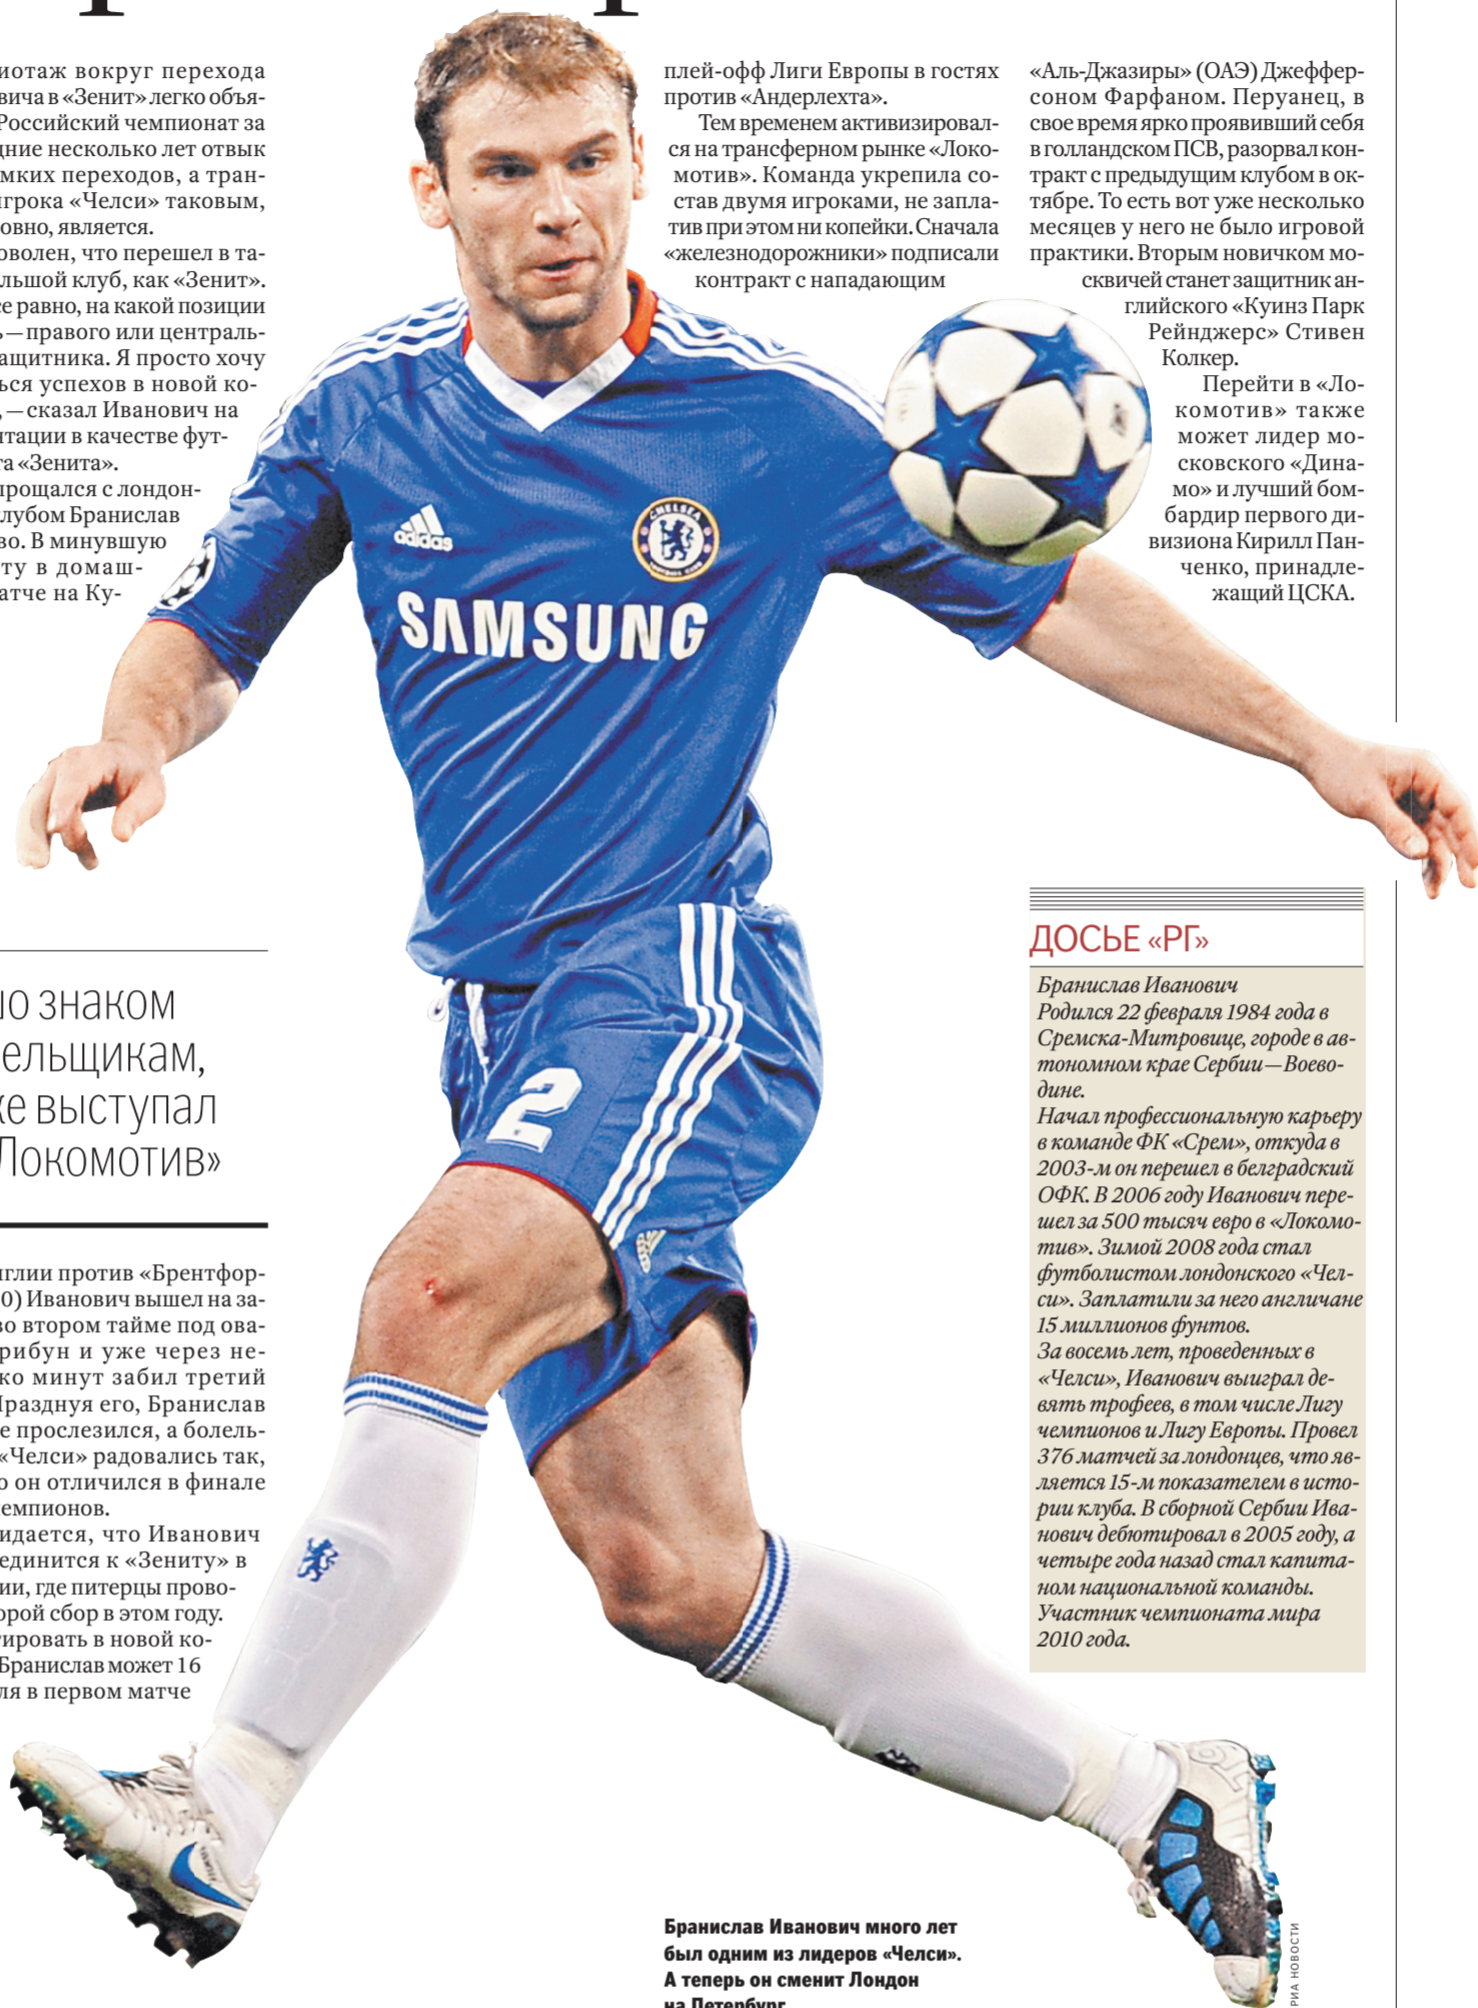 иотаж вокруг перехода
вича в «Зенит» легко объя-
Российский чемпионат за
дние несколько лет отвык
мких переходов, а тран-
игрока «Челси» таковым,
овно, является.
оволен, что перешел в та-
льшой клуб, как «Зенит».
се равно, на какой позиции
ь — правого или централь-
ащитника. Я просто хочу
ься успехов в новой ко-
, — сказал Иванович на
нтации в качестве фут-
та «Зенита».
прощался с лондон-
клубом Бранислав
во. В минувшую
ту в домаш-
атче на Ку-
шо знаком
ельщикам,
же выступал
Локомотив»
нглии против «Брентфор-
0) Иванович вышел на за-
во втором тайме под ова-
рибун и уже через не-
ко минут забил третий
Празднуя его, Бранислав
е прослезился, а болель-
«Челси» радовались так,
о он отличился в финале
чемпионов.
идается, что Иванович
единится к «Зениту» в
ии, где питерцы прово-
орой сбор в этом году.
тировать в новой ко-
Бранислав может 16
ля в первом матче
плей-офф Лиги Европы в гостях
против «Андерлехта».
Тем временем активизировал-
ся на трансферном рынке «Локо-
мотив». Команда укрепила со-
став двумя игроками, не запла-
тив при этом ни копейки. Сначала
«железнодорожники» подписали
контракт с нападающим
«Аль-Джазиры» (ОАЭ) Джеффер-
соном Фарфаном. Перуанец, в
свое время ярко проявивший себя
в голландском ПСВ, разорвал кон-
тракт с предыдущим клубом в ок-
тябре. То есть вот уже несколько
месяцев у него не было игровой
практики. Вторым новичком мо-
сквичей станет защитник ан-
глийского «Куинз Парк
Рейнджерс» Стивен
Колкер.
Перейти в «Ло-
комотив» также
может лидер мо-
сковского «Дина-
мо» и лучший бом-
бардир первого ди-
визиона Кирилл Пан-
ченко, принадле-
жащий ЦСКА.
adidas
CHELSEA
FOOTBALL CLUB
SAMSUNG
2
ДОСЬЕ «РГ»
Бранислав Иванович
Родился 22 февраля 1984 года в
Сремска-Митровице, городе в ав-
тономном крае Сербии — Воево-
дине.
Начал профессиональную карьеру
в команде ФК «Срем», откуда в
2003-м он перешел в белградский
ОФК. В 2006 году Иванович пере-
шел за 500 тысяч евро в «Локомо-
тив». Зимой 2008 года стал
футболистом лондонского «Чел-
си». Заплатили за него англичане
15 миллионов фунтов.
За восемь лет, проведенных в
«Челси», Иванович выиграл де-
вять трофеев, в том числе Лигу
чемпионов и Лигу Европы. Провел
376 матчей за лондонцев, что яв-
ляется 15-м показателем в исто-
рии клуба. В сборной Сербии Ива-
нович дебютировал в 2005 году, а
четыре года назад стал капита-
ном национальной команды.
Участник чемпионата мира
2010 года.
Бранислав Иванович много лет
был одним из лидеров «Челси».
А теперь он сменит Лондон
на Петербург
РИА НОВОСТИ